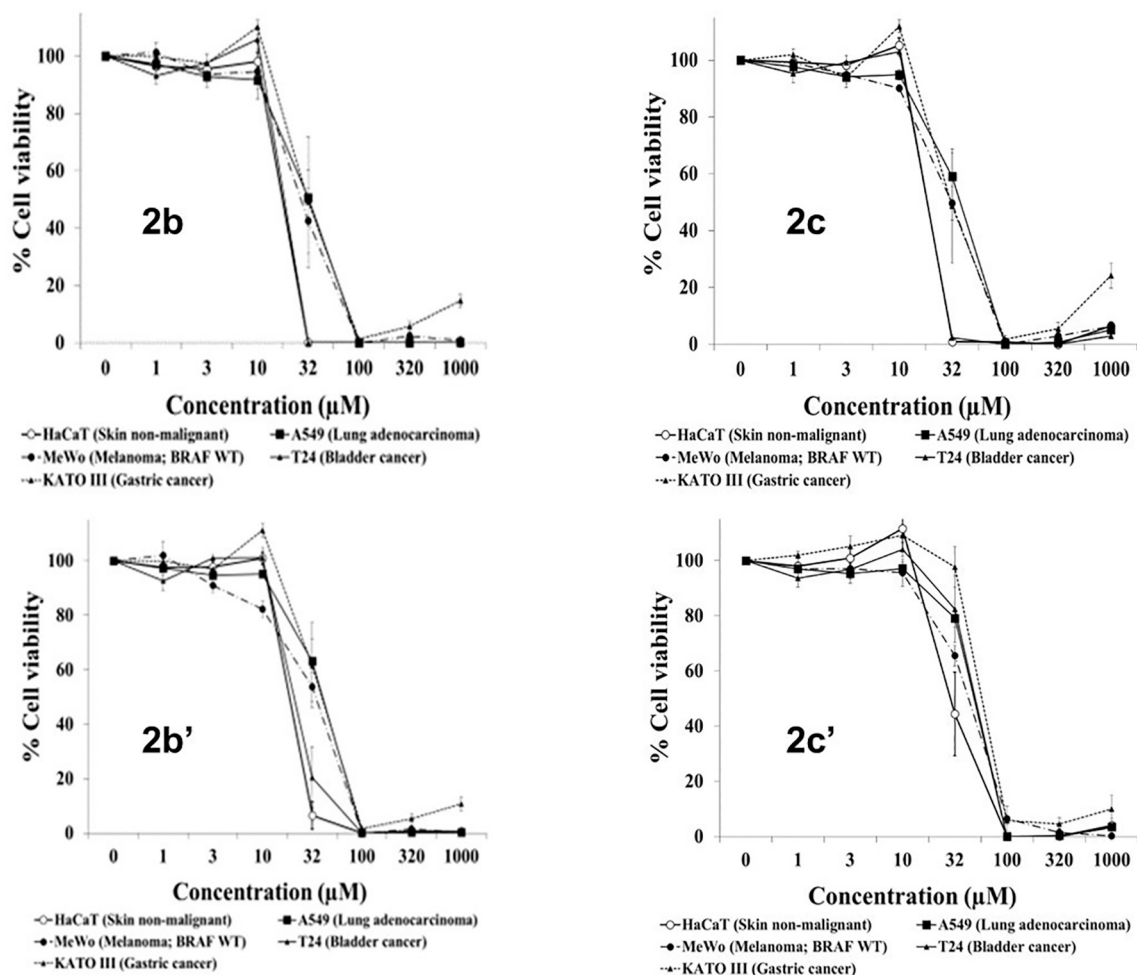 % Cell viability
100
80
60
40
20
0
2b
0 1 3 10 32 100 320 1000
Concentration (µM)
HaCaT (Skin non-malignant) A549 (Lung adenocarcinoma)
MeWo (Melanoma; BRAF WT) T24 (Bladder cancer)
KATO III (Gastric cancer)
% Cell viability
100
80
60
40
20
0
2c
0 1 3 10 32 100 320 1000
Concentration (µM)
HaCaT (Skin non-malignant) A549 (Lung adenocarcinoma)
MeWo (Melanoma; BRAF WT) T24 (Bladder cancer)
KATO III (Gastric cancer)
% Cell viability
100
80
60
40
20
0
2b’
0 1 3 10 32 100 320 1000
Concentration (µM)
HaCaT (Skin non-malignant) A549 (Lung adenocarcinoma)
MeWo (Melanoma; BRAF WT) T24 (Bladder cancer)
KATO III (Gastric cancer)
% Cell viability
100
80
60
40
20
0
2c’
0 1 3 10 32 100 320 1000
Concentration (µM)
HaCaT (Skin non-malignant) A549 (Lung adenocarcinoma)
MeWo (Melanoma; BRAF WT) T24 (Bladder cancer)
KATO III (Gastric cancer)